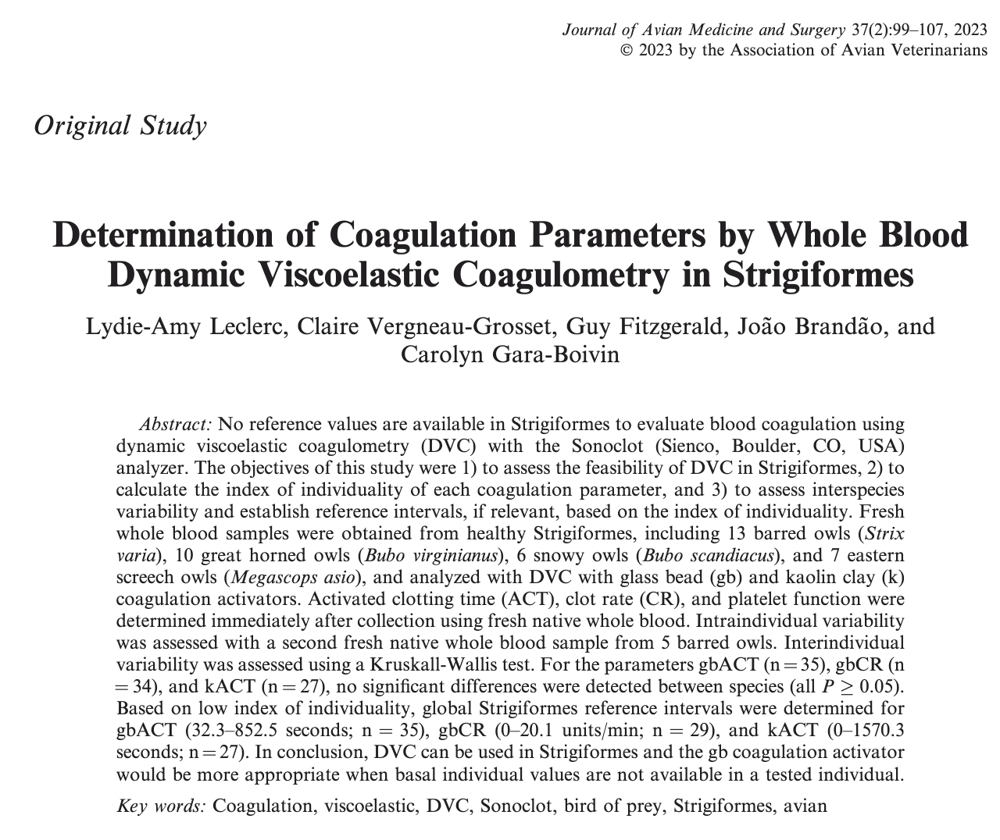 Journal of Avian Medicine and Surgery 37(2):99–107, 2023
© 2023 by the Association of Avian Veterinarians
Original Study
Determination of Coagulation Parameters by Whole Blood
Dynamic Viscoelastic Coagulometry in Strigiformes
Lydie-Amy Leclerc, Claire Vergneau-Grosset, Guy Fitzgerald, João Brandão, and
Carolyn Gara-Boivin
Abstract: No reference values are available in Strigiformes to evaluate blood coagulation using
dynamic viscoelastic coagulometry (DVC) with the Sonoclot (Sienco, Boulder, CO, USA)
analyzer. The objectives of this study were 1) to assess the feasibility of DVC in Strigiformes, 2) to
calculate the index of individuality of each coagulation parameter, and 3) to assess interspecies
variability and establish reference intervals, if relevant, based on the index of individuality. Fresh
whole blood samples were obtained from healthy Strigiformes, including 13 barred owls (Strix
varia), 10 great horned owls (Bubo virginianus), 6 snowy owls (Bubo scandiacus), and 7 eastern
screech owls (Megascops asio), and analyzed with DVC with glass bead (gb) and kaolin clay (k)
coagulation activators. Activated clotting time (ACT), clot rate (CR), and platelet function were
determined immediately after collection using fresh native whole blood. Intraindividual variability
was assessed with a second fresh native whole blood sample from 5 barred owls. Interindividual
variability was assessed using a Kruskall-Wallis test. For the parameters gbACT (n = 35), gbCR (n
= 34), and kACT (n = 27), no significant differences were detected between species (all P ≥ 0.05).
Based on low index of individuality, global Strigiformes reference intervals were determined for
gbACT (32.3–852.5 seconds; n = 35), gbCR (0–20.1 units/min; n = 29), and kACT (0–1570.3
seconds; n = 27). In conclusion, DVC can be used in Strigiformes and the gb coagulation activator
would be more appropriate when basal individual values are not available in a tested individual.
Key words: Coagulation, viscoelastic, DVC, Sonoclot, bird of prey, Strigiformes, avian